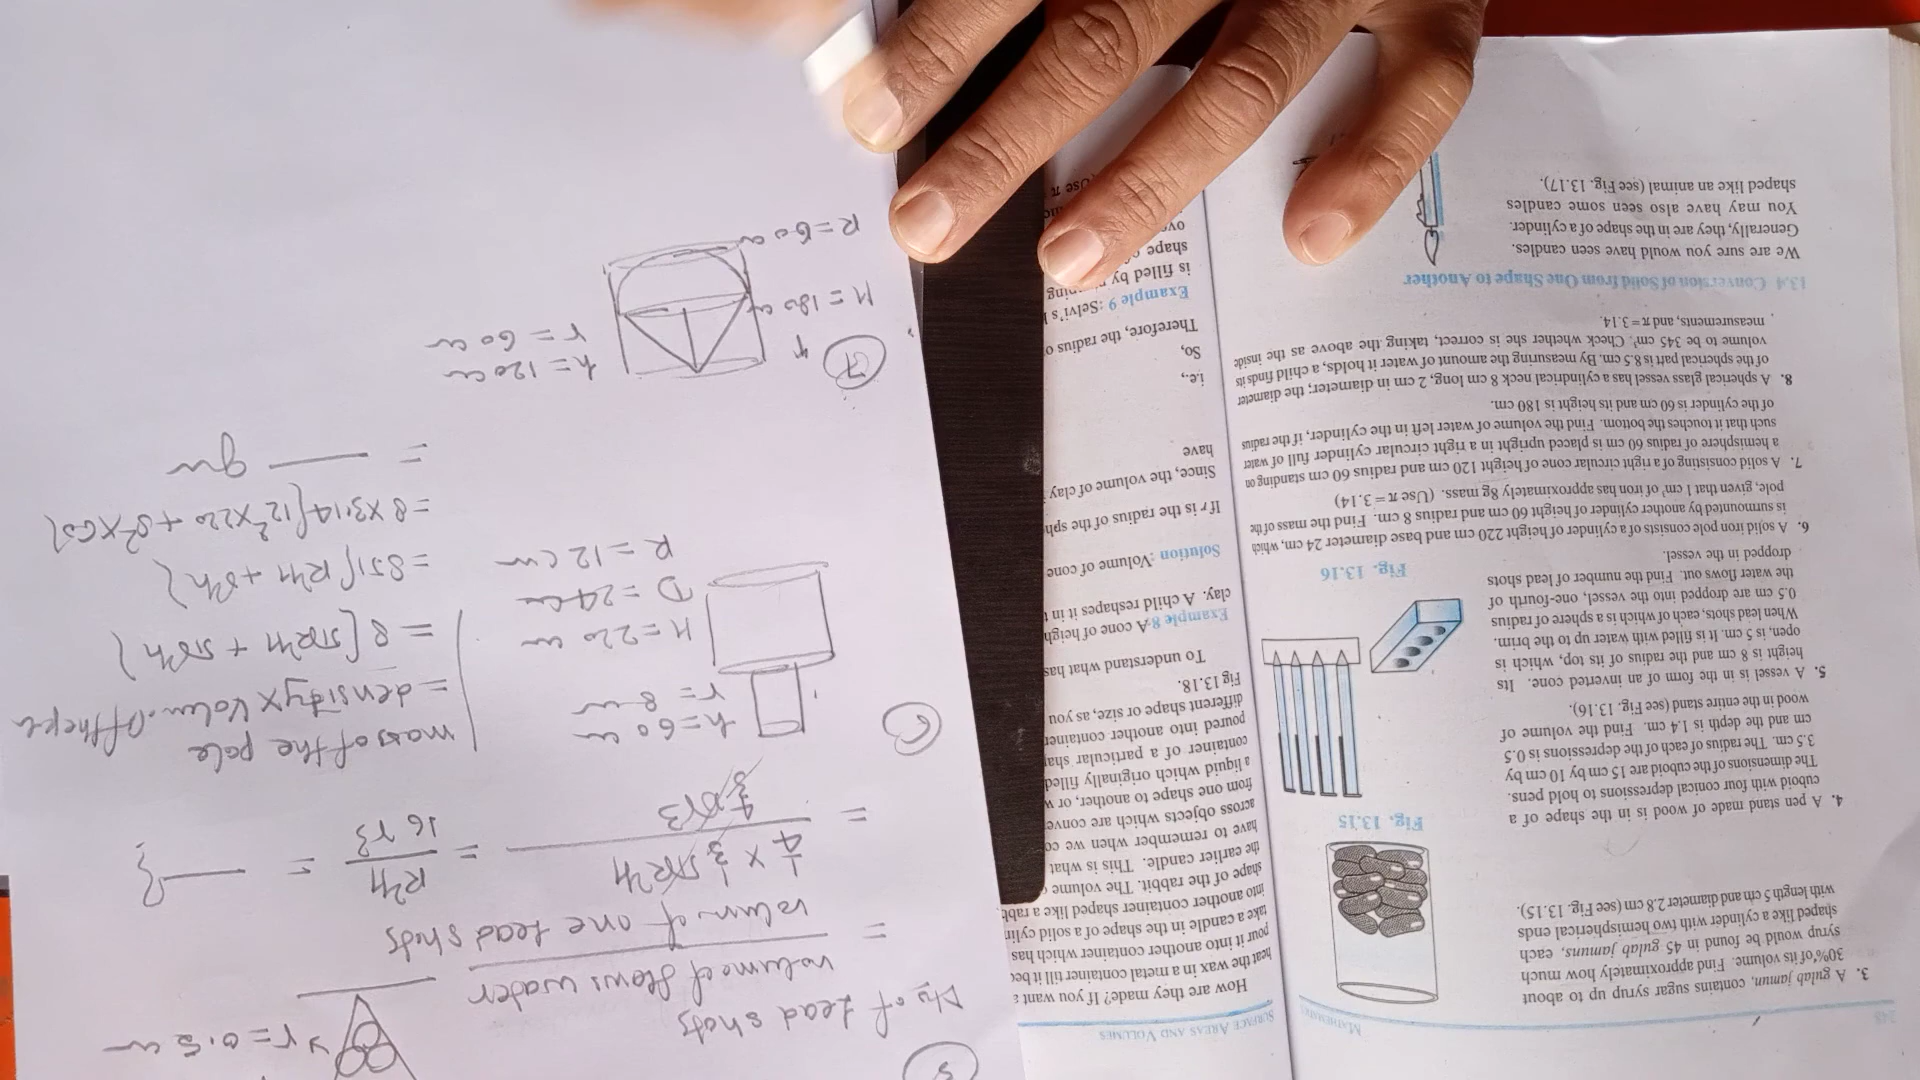 248
MATHEMATIC
3. A gulab jamun, contains sugar syrup up to about
30% of its volume. Find approximately how much
syrup would be found in 45 gulab jamuns, each
shaped like a cylinder with two hemispherical ends
with length 5 cm and diameter 2.8 cm (see Fig. 13.15).
Fig. 13.15
4. A pen stand made of wood is in the shape of a
cuboid with four conical depressions to hold pens.
The dimensions of the cuboid are 15 cm by 10 cm by
3.5 cm. The radius of each of the depressions is 0.5
cm and the depth is 1.4 cm. Find the volume of
wood in the entire stand (see Fig. 13.16).
5. A vessel is in the form of an inverted cone. Its
height is 8 cm and the radius of its top, which is
open, is 5 cm. It is filled with water up to the brim.
When lead shots, each of which is a sphere of radius
0.5 cm are dropped into the vessel, one-fourth of
the water flows out. Find the number of lead shots
dropped in the vessel.
Fig. 13.16
6. A solid iron pole consists of a cylinder of height 220 cm and base diameter 24 cm, which
is surmounted by another cylinder of height 60 cm and radius 8 cm. Find the mass of the
pole, given that 1 cm³ of iron has approximately 8g mass. (Use π = 3.14)
7. A solid consisting of a right circular cone of height 120 cm and radius 60 cm standing on
a hemisphere of radius 60 cm is placed upright in a right circular cylinder full of water
such that it touches the bottom. Find the volume of water left in the cylinder, if the radius
of the cylinder is 60 cm and its height is 180 cm.
8. A spherical glass vessel has a cylindrical neck 8 cm long, 2 cm in diameter; the diameter
of the spherical part is 8.5 cm. By measuring the amount of water it holds, a child finds its
volume to be 345 cm³. Check whether she is correct, taking the above as the inside
measurements, and π = 3.14.
13.4 Conversion of Solid from One Shape to Another
We are sure you would have seen candles.
Generally, they are in the shape of a cylinder.
You may have also seen some candles
shaped like an animal (see Fig. 13.17).
SURFACE AREAS AND VOLUMES
How are they made? If you want a
heat the wax in a metal container till it
pour it into another container which has
take a candle in the shape of a solid
into another container shaped like a
shape of the rabbit. The volume
the earlier candle. This is what
have to remember when we
across objects which are
from one shape to another, or
a liquid which originally filled
container of a particular
poured into another container
different shape or size, as you
Fig 13.18.
To understand what has
Example 8 : A cone of
clay. A child reshapes it in
Solution : Volume of cone
If r is the radius of the
Since, the volume of clay
have
i.e.,
So,
Therefore, the radius
Example 9 : Selvi's
is filled by
shape
Use π
5
r = 0.5 cm
No of Lead shots
= volume of flows water / volum of one Lead shots
= 1/4 × 1/3 πR²H / 4/3 πr³ = R²H / 16 r³ = —
6
h = 60 cm
r = 8 cm
H = 220 cm
D = 24 cm
R = 12 cm
mass of the pole
= density × Volum. of the
= 8 (πR²H + πr²h)
= 8π (R²H + r²h)
= 8 × 3.14 (12² × 220 + 8² × 60)
= — gm
7
h = 120 cm
r = 60 cm
H = 180 cm
R = 60 cm